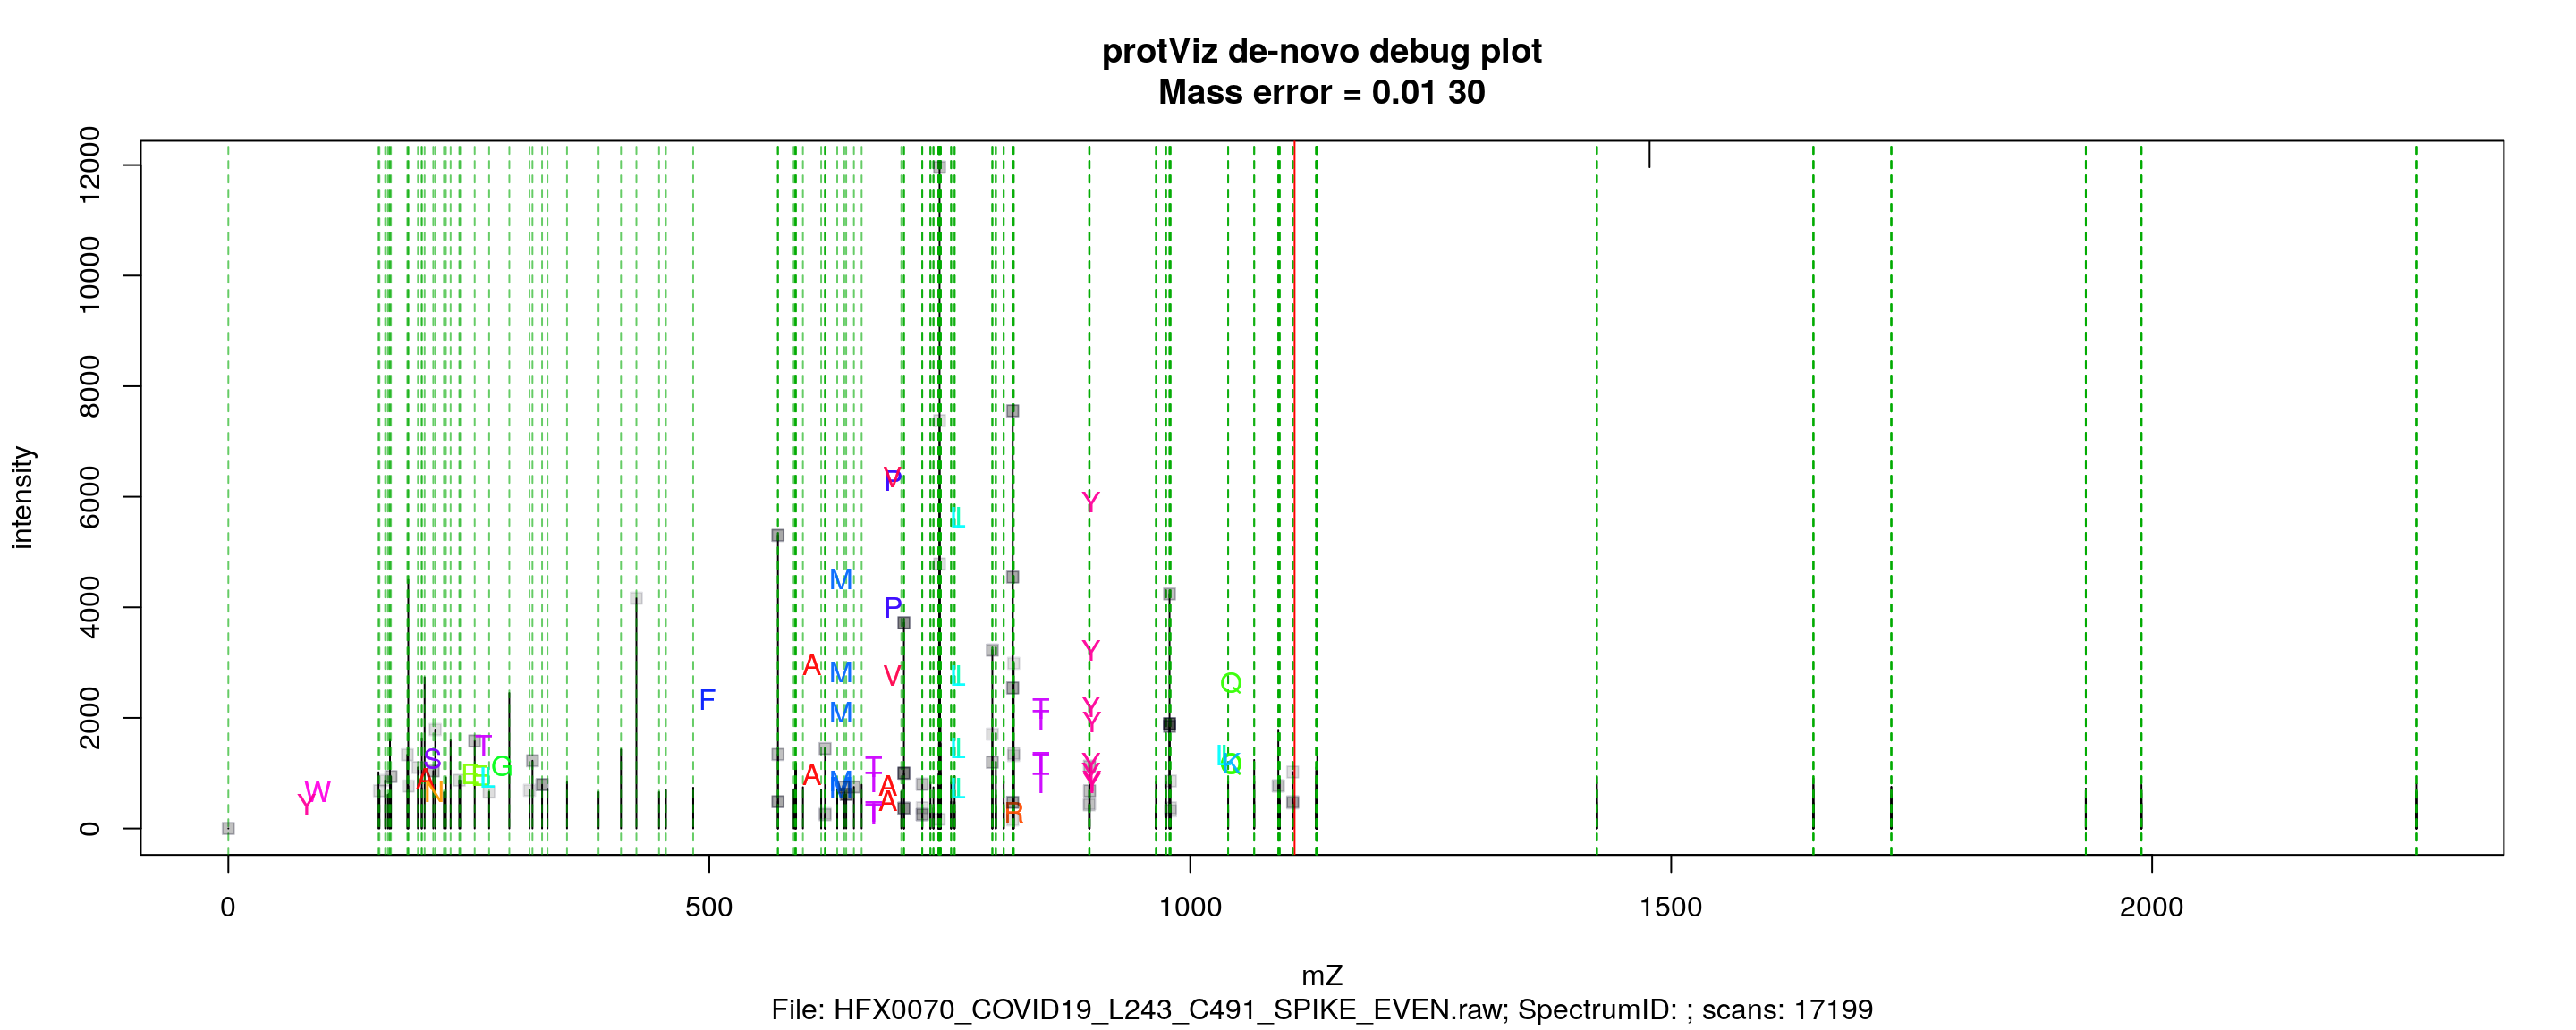 protViz de-novo debug plot
Mass error = 0.01 30
intensity
12000
10000
8000
6000
4000
2000
0
V
P
Y
L
M
P
Y
A
M
L
V
Q
F
M
T
T
Y
Y
S
T
L
L
K
Q
G
E
E
L
T
T
T
T
Y
Y
Y
A
N
W
Y
A
M
M
A
A
L
T
T
R
0
500
1000
1500
2000
mZ
File: HFX0070_COVID19_L243_C491_SPIKE_EVEN.raw; SpectrumID: ; scans: 17199